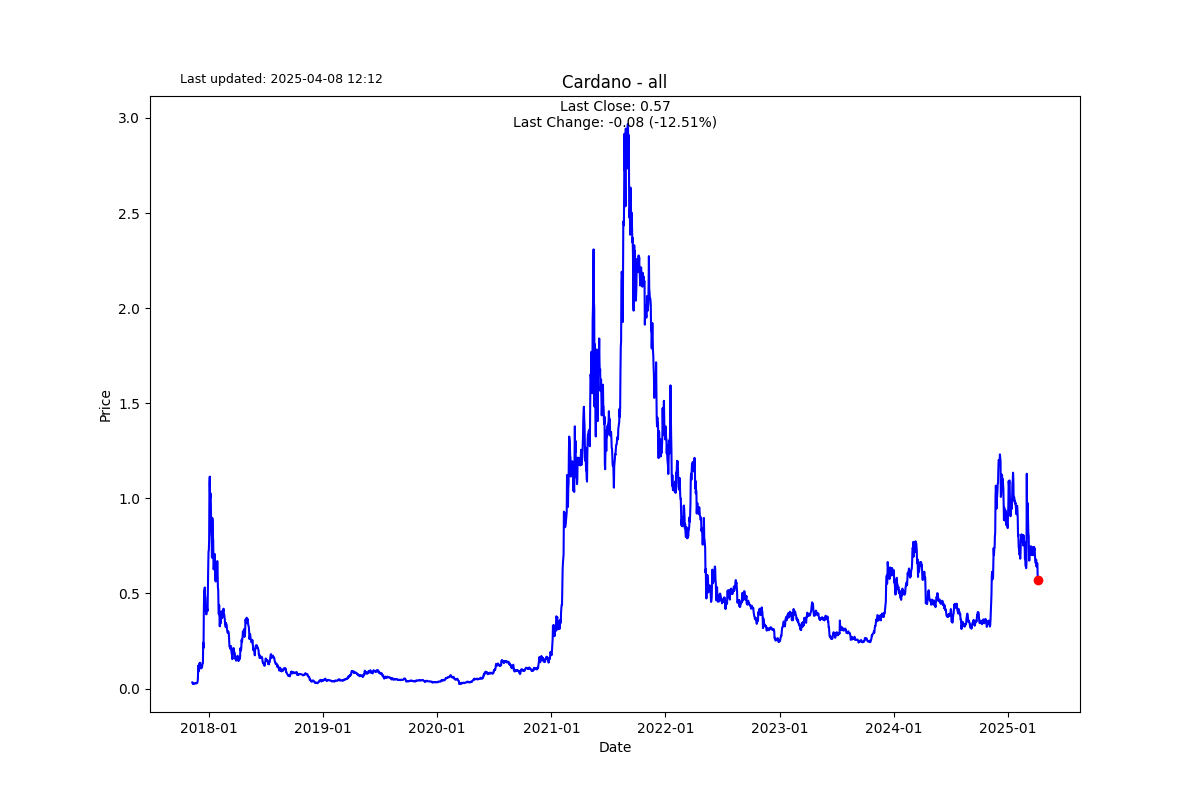 Last updated: 2025-04-08 12:12
Cardano - all
Last Close: 0.57
Last Change: -0.08 (-12.51%)
3.0
2.5
2.0
1.5
1.0
0.5
0.0
Price
2018-01
2019-01
2020-01
2021-01
2022-01
2023-01
2024-01
2025-01
Date